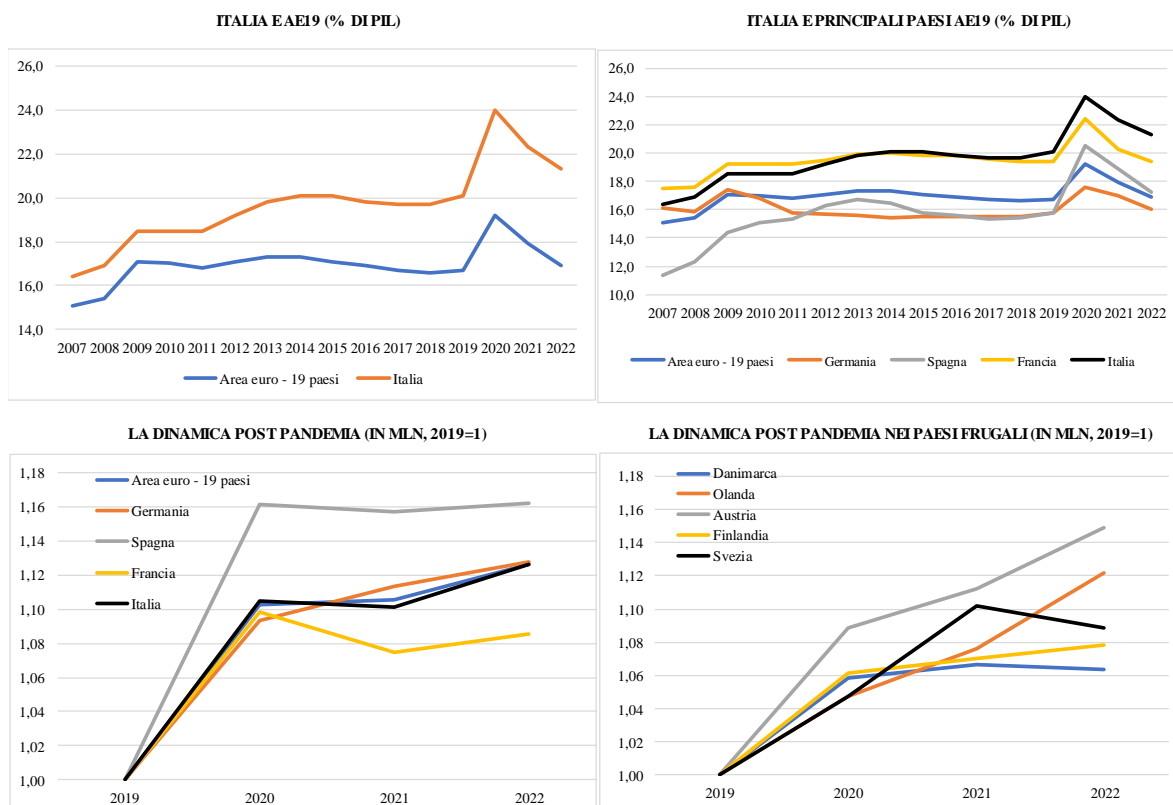 ITALIA E AE19 (% DI PIL)
26,0
24,0
22,0
20,0
18,0
16,0
14,0
2007 2008 2009 2010 2011 2012 2013 2014 2015 2016 2017 2018 2019 2020 2021 2022
Area euro - 19 paesi Italia
ITALIA E PRINCIPALI PAESI AE19 (% DI PIL)
26,0
24,0
22,0
20,0
18,0
16,0
14,0
12,0
10,0
2007 2008 2009 2010 2011 2012 2013 2014 2015 2016 2017 2018 2019 2020 2021 2022
Area euro - 19 paesi Germania Spagna Francia Italia
LA DINAMICA POST PANDEMIA (IN MLN, 2019=1)
1,18
1,16
1,14
1,12
1,10
1,08
1,06
1,04
1,02
1,00
Area euro - 19 paesi
Germania
Spagna
Francia
Italia
2019 2020 2021 2022
LA DINAMICA POST PANDEMIA NEI PAESI FRUGALI (IN MLN, 2019=1)
1,18
1,16
1,14
1,12
1,10
1,08
1,06
1,04
1,02
1,00
Danimarca
Olanda
Austria
Finlandia
Svezia
2019 2020 2021 2022